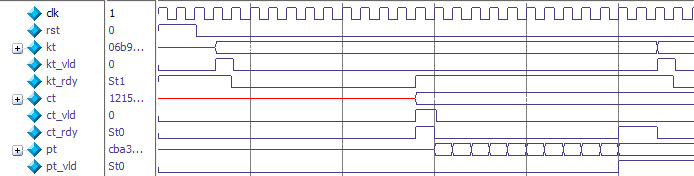 clk 1
rst 0
kt 06b9...
kt_vld 0
kt_rdy St1
ct 1215...
ct_vld 0
ct_rdy St0
pt cba3...
pt_vld St0